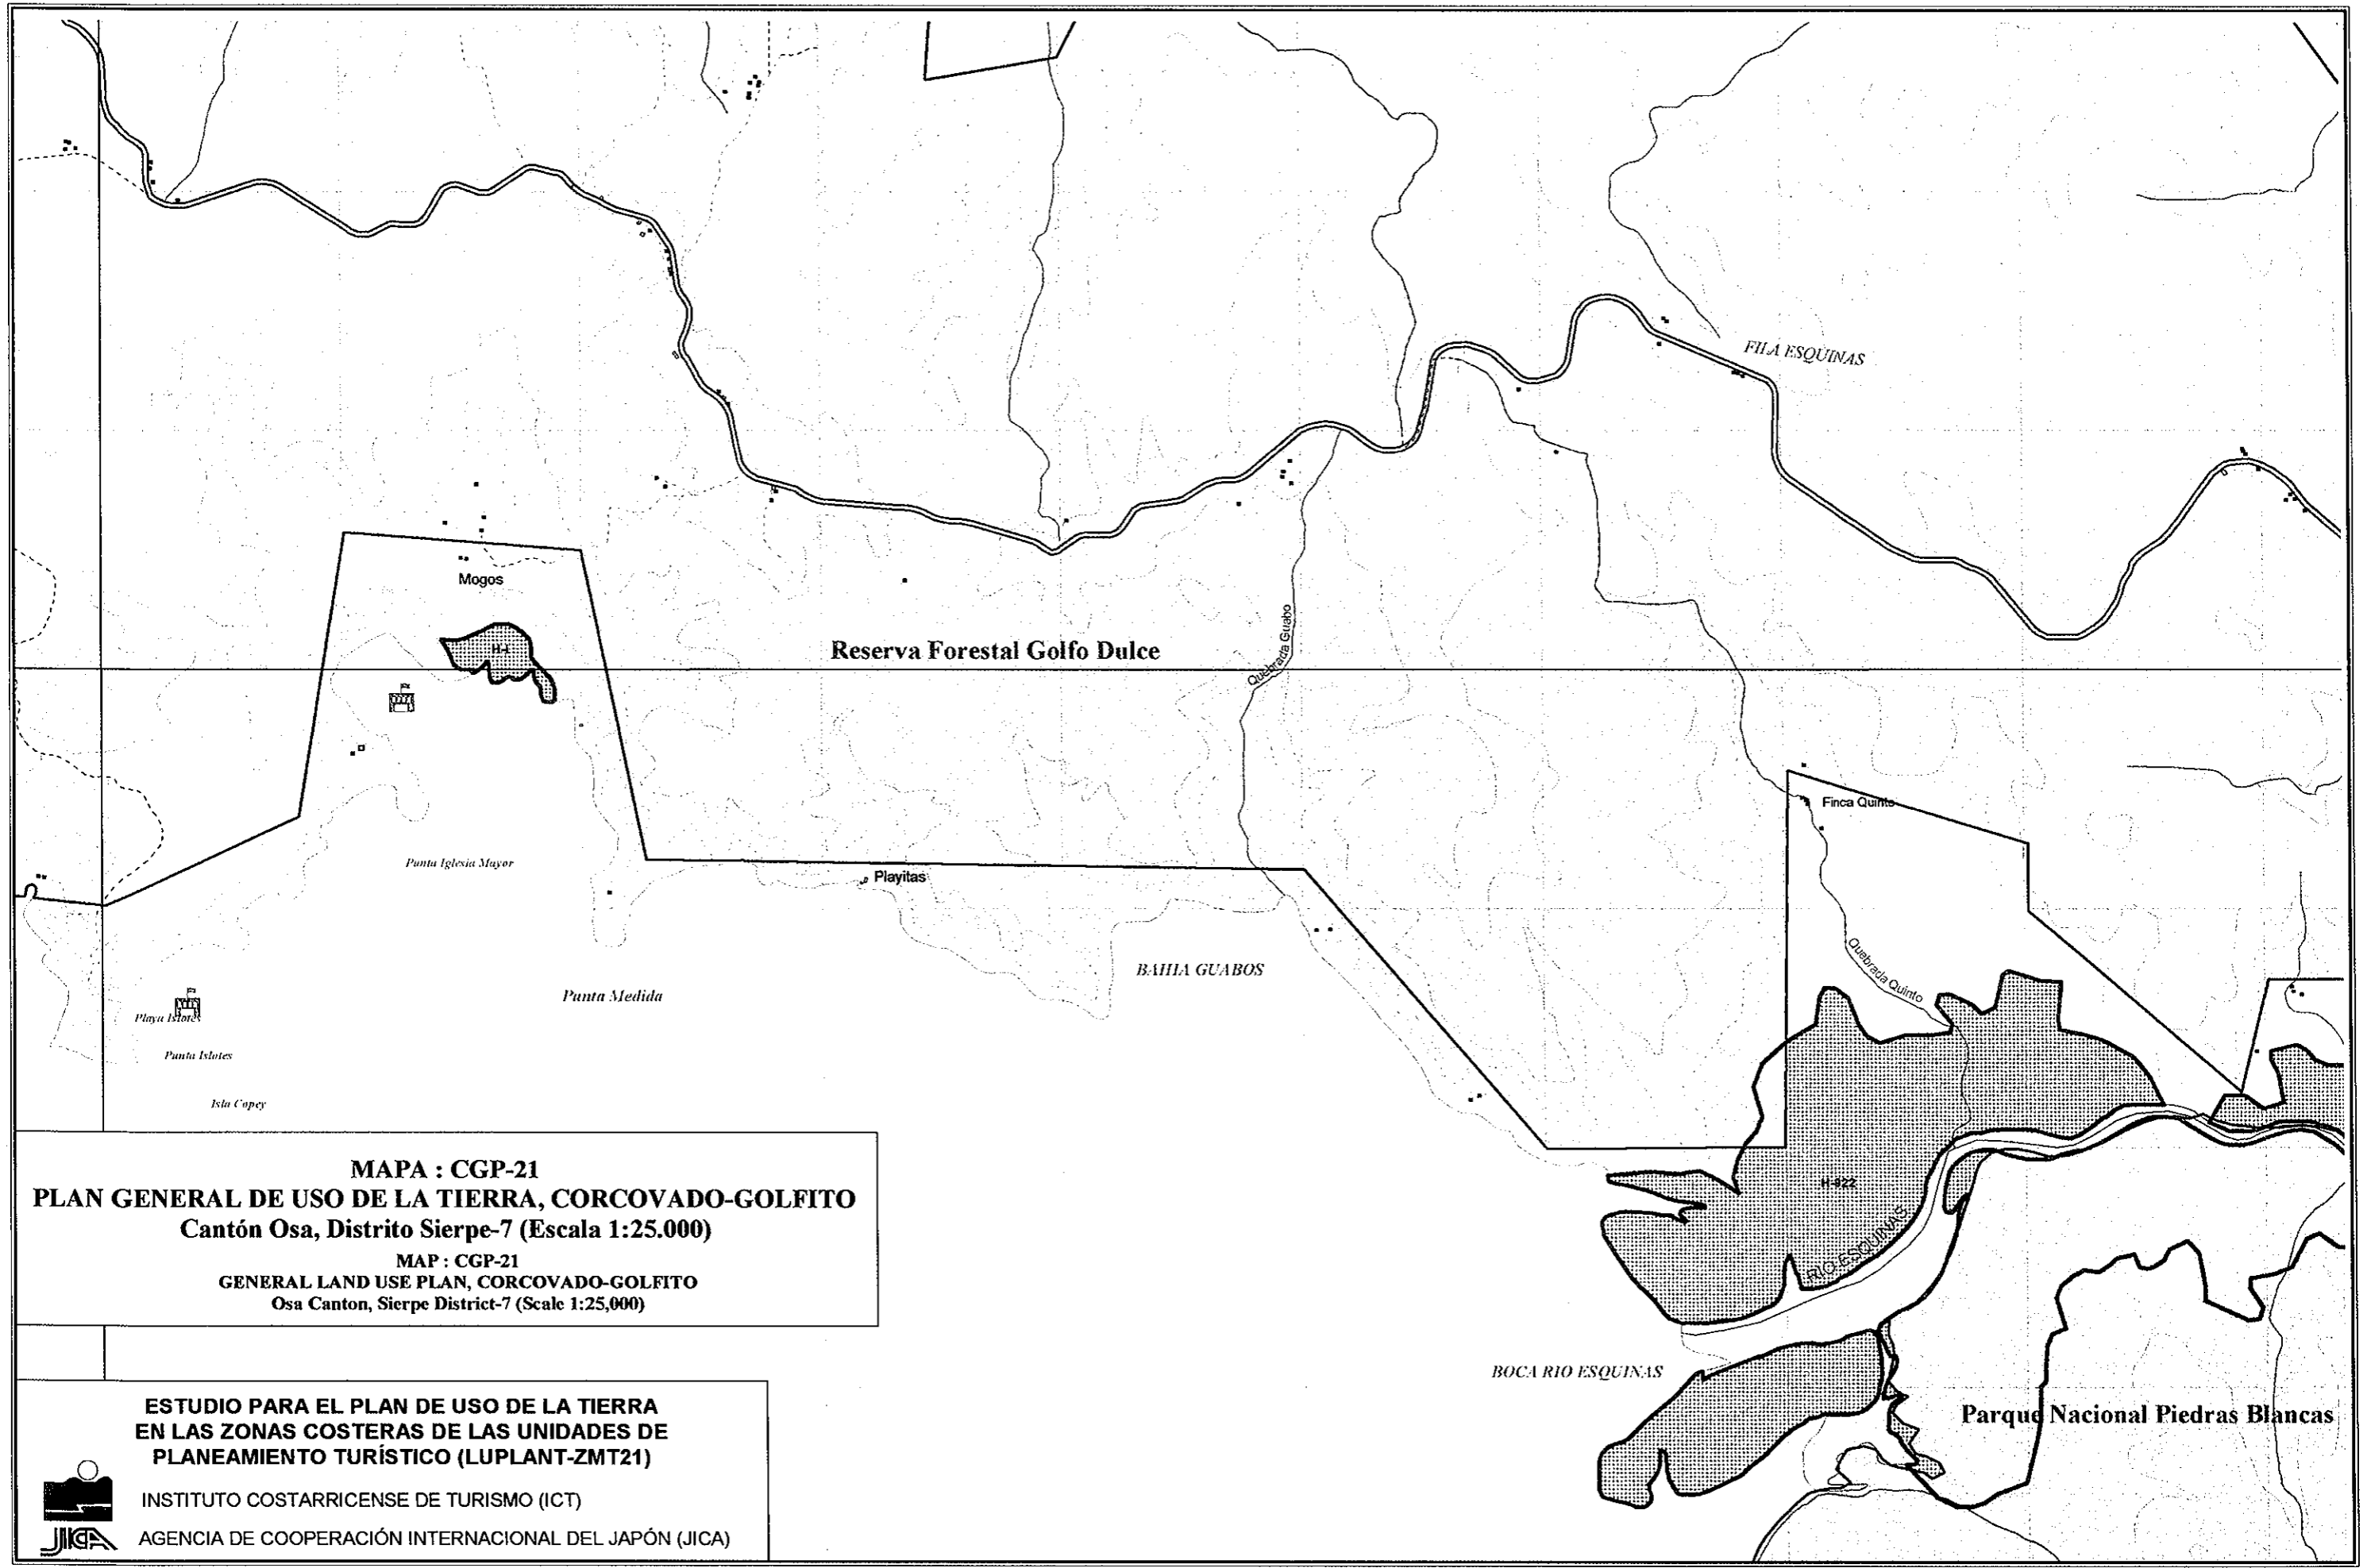 FILA ESQUINAS
Mogos
H-1
Reserva Forestal Golfo Dulce
Quebrada Guabo
Finca Quinto
Punta Iglesia Mayor
Playitas
BAHIA GUABOS
Quebrada Quinto
Punta Medida
Playa Islotes
Punta Islotes
Isla Copey
H-822
RIO ESQUINAS
BOCA RIO ESQUINAS
Parque Nacional Piedras Blancas
MAPA : CGP-21
PLAN GENERAL DE USO DE LA TIERRA, CORCOVADO-GOLFITO
Cantón Osa, Distrito Sierpe-7 (Escala 1:25.000)
MAP : CGP-21
GENERAL LAND USE PLAN, CORCOVADO-GOLFITO
Osa Canton, Sierpe District-7 (Scale 1:25,000)
ESTUDIO PARA EL PLAN DE USO DE LA TIERRA
EN LAS ZONAS COSTERAS DE LAS UNIDADES DE
PLANEAMIENTO TURÍSTICO (LUPLANT-ZMT21)
INSTITUTO COSTARRICENSE DE TURISMO (ICT)
JICA
AGENCIA DE COOPERACIÓN INTERNACIONAL DEL JAPÓN (JICA)